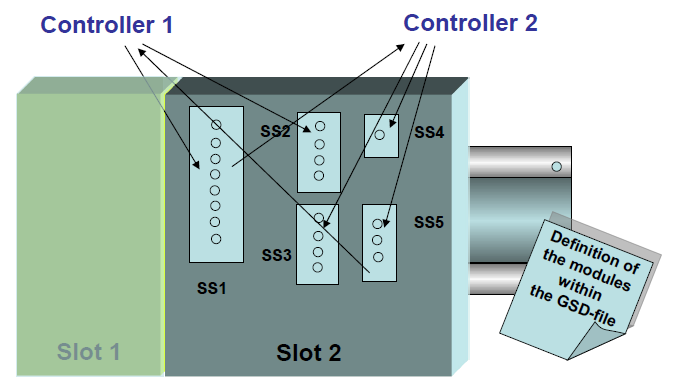 Controller 1
Controller 2
SS2
SS4
SS5
SS3
SS1
Slot 1
Slot 2
Definition of
the modules
within
the GSD-file